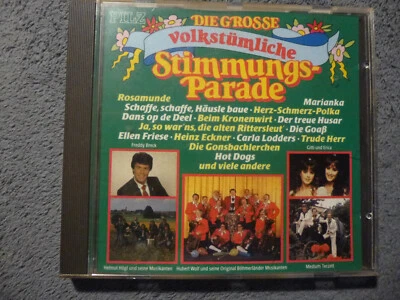 PILZ
DIE GROSSE
volkstümliche
Stimmungs-
Parade
Rosamunde Marianka
Schaffe, schaffe, Häusle baue · Herz-Schmerz-Polka
Dans op de Deel · Beim Kronenwirt · Der treue Husar
Ja, so war'ns, die alten Rittersleut · Die Goaß
Ellen Friese · Heinz Eckner · Carla Lodders · Trude Herr
Die Gonsbachlerchen
Hot Dogs
und viele andere
Freddy Breck
Gitti und Erica
Helmut Högl und seine Musikanten
Hubert Wolf und seine Original Böhmerländer Musikanten
Medium Terzett